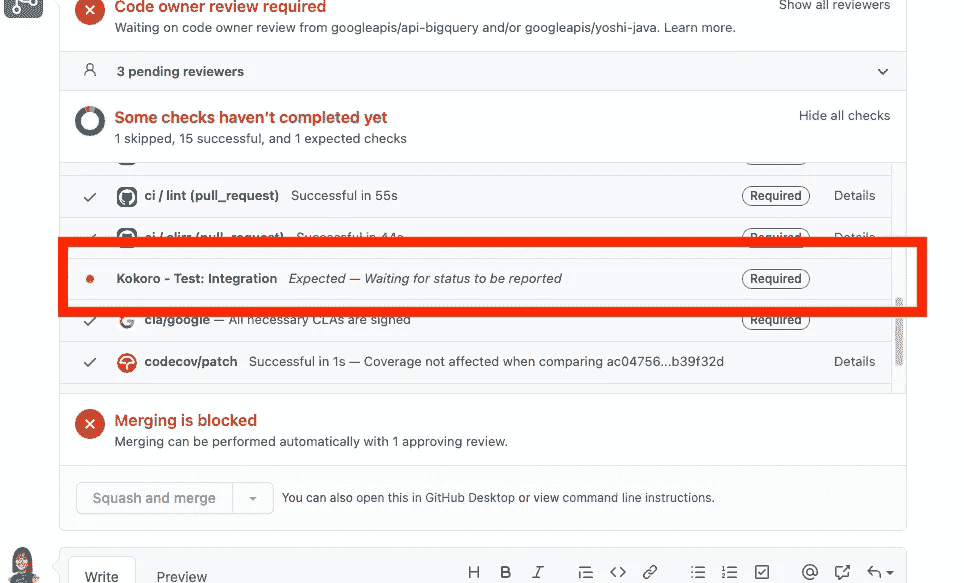 Code owner review required
Show all reviewers
Waiting on code owner review from googleapis/api-bigquery and/or googleapis/yoshi-java. Learn more.
3 pending reviewers
Some checks haven't completed yet
Hide all checks
1 skipped, 15 successful, and 1 expected checks
ci / lint (pull_request) Successful in 55s Required Details
ci / clirr (pull_request) Successful in 44s Required Details
Kokoro - Test: Integration Expected — Waiting for status to be reported Required
cla/google — All necessary CLAs are signed Required
codecov/patch Successful in 1s — Coverage not affected when comparing ac04756...b39f32d Details
Merging is blocked
Merging can be performed automatically with 1 approving review.
Squash and merge You can also open this in GitHub Desktop or view command line instructions.
Write Preview H B I